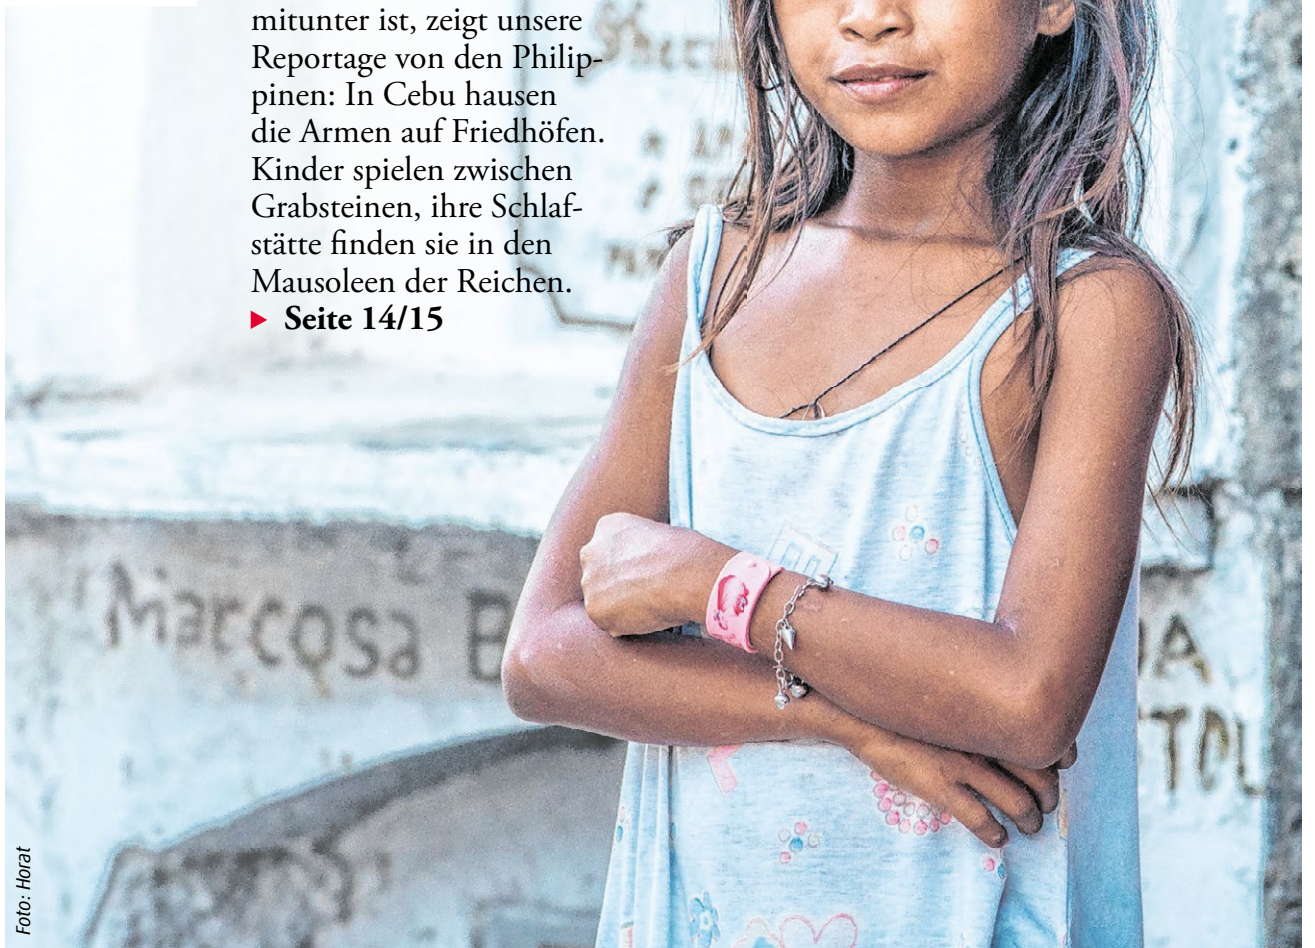 mitunter ist, zeigt unsere
Reportage von den Philip-
pinen: In Cebu hausen
die Armen auf Friedhöfen.
Kinder spielen zwischen
Grabsteinen, ihre Schlaf-
stätte finden sie in den
Mausoleen der Reichen.
▶ Seite 14/15
Marcosa B
Foto: Horat